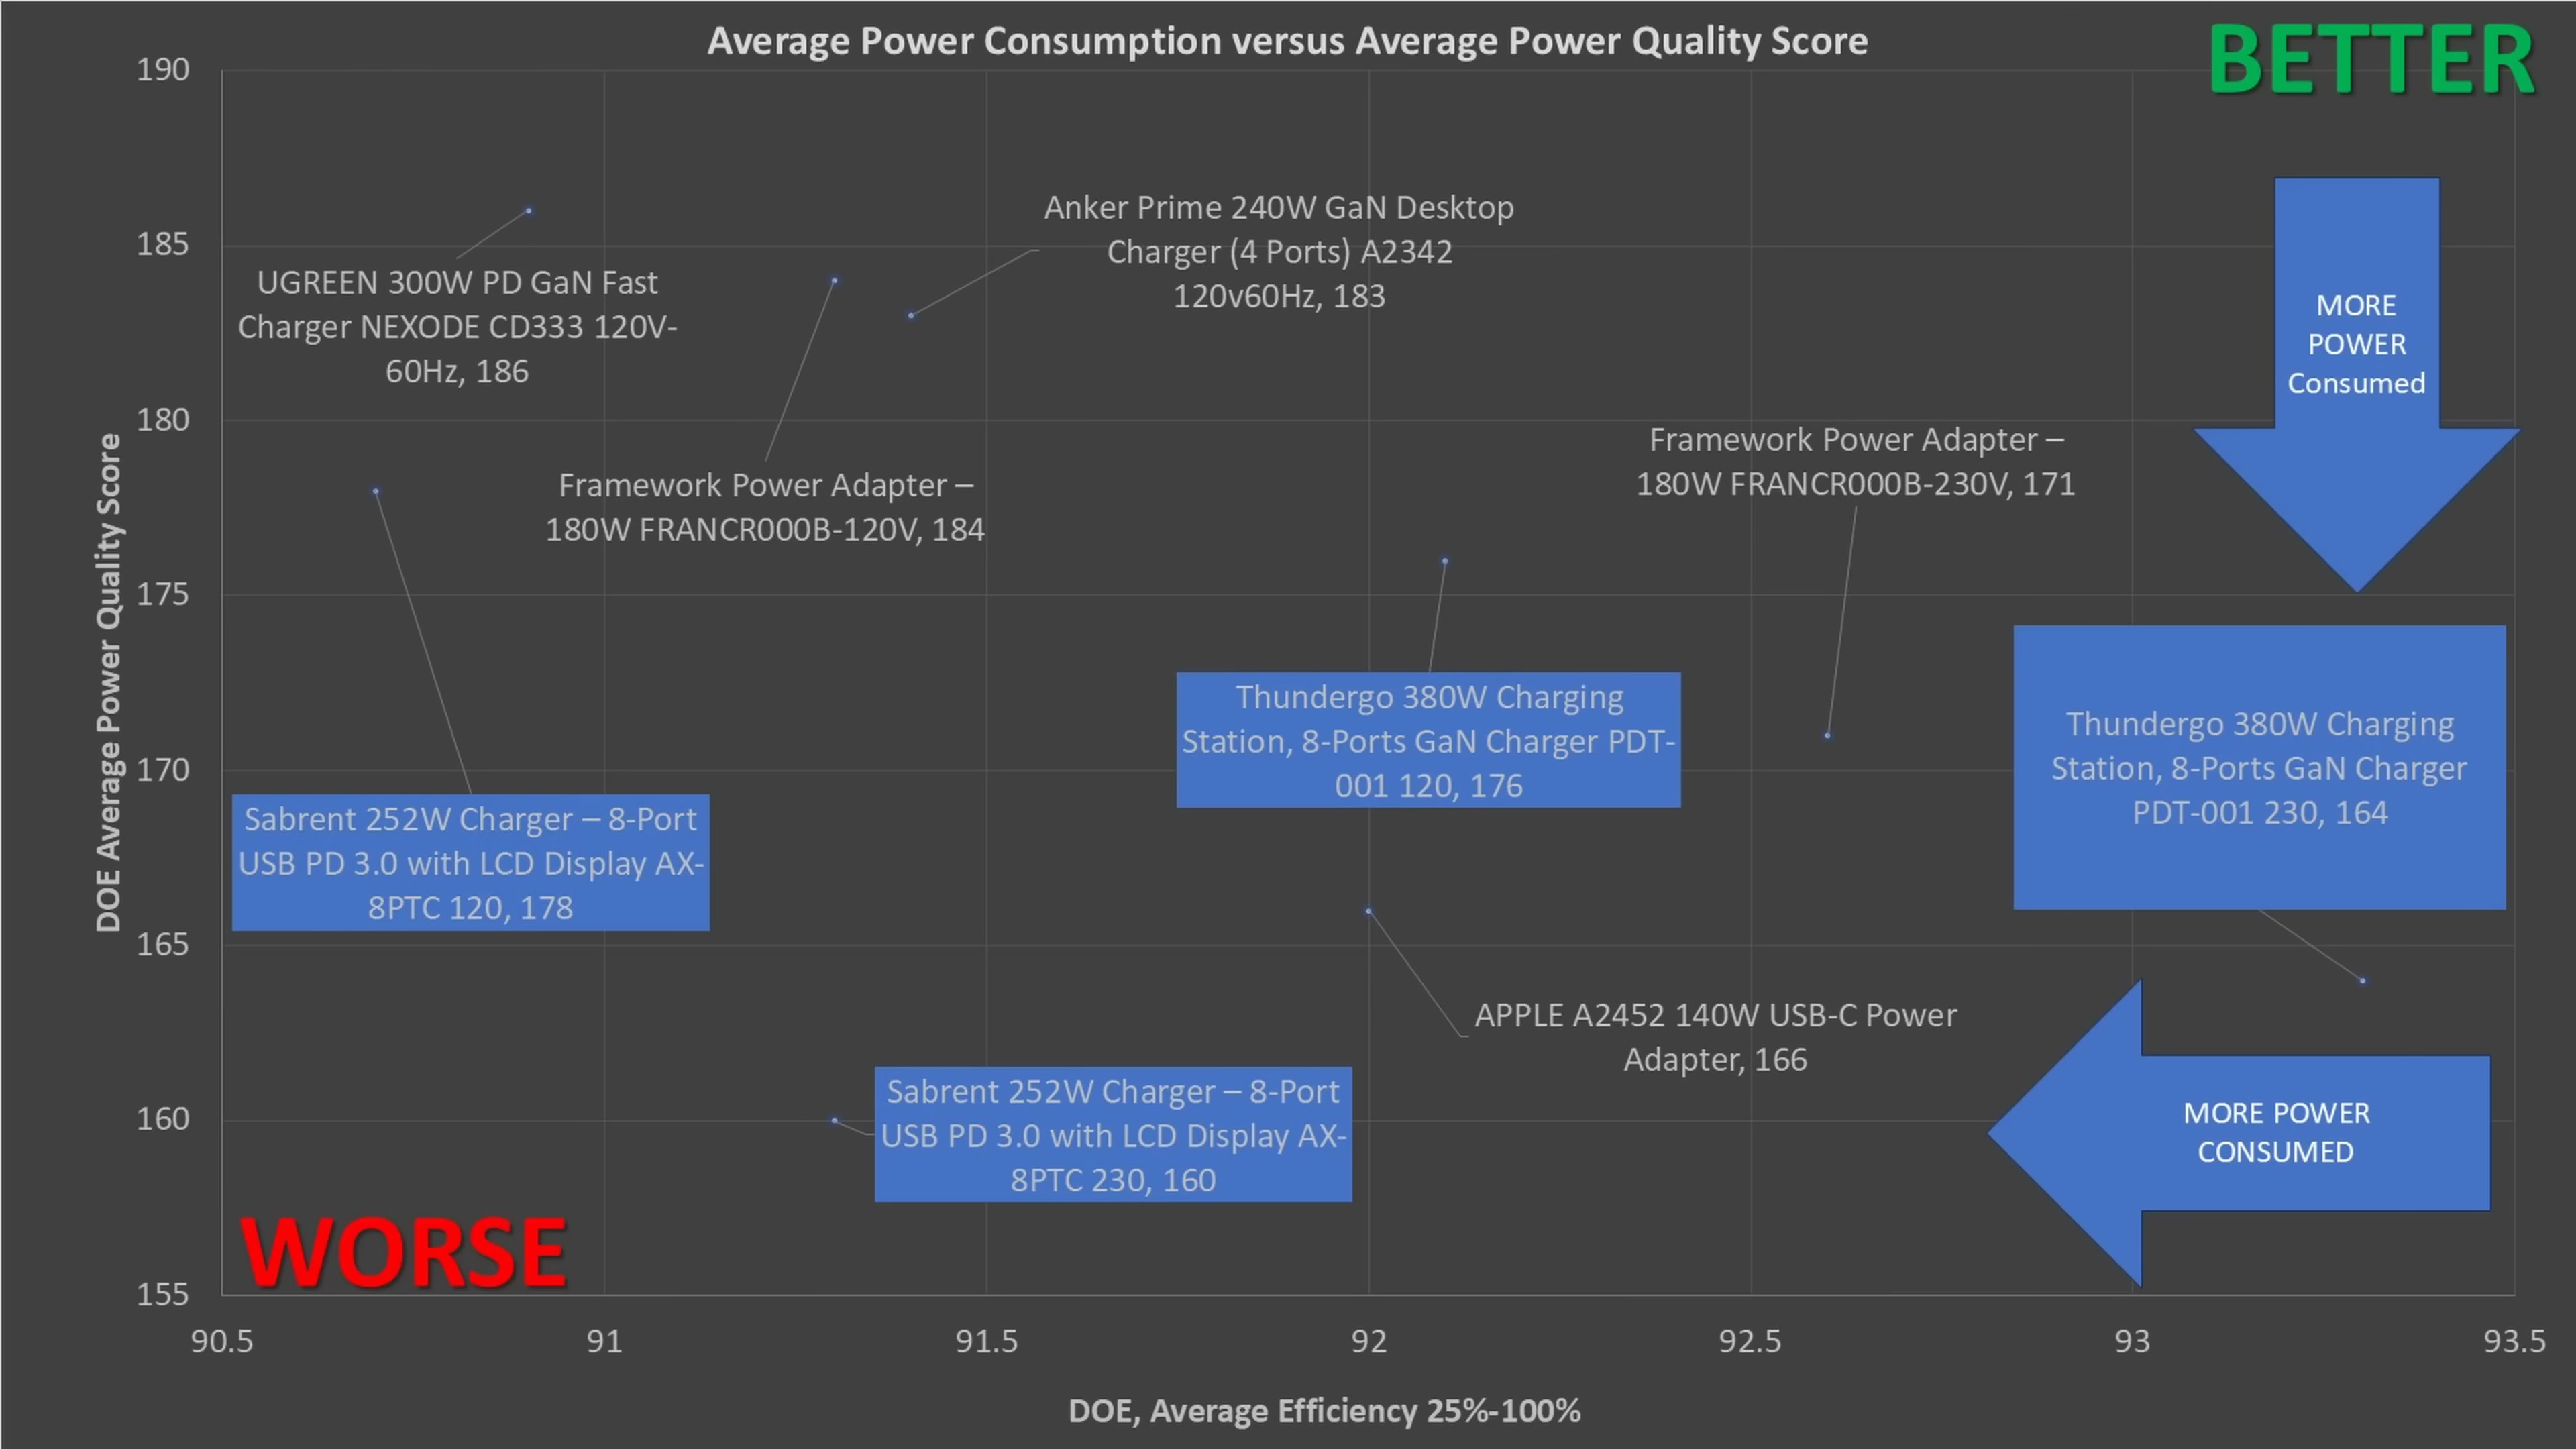 Average Power Consumption versus Average Power Quality Score
BETTER
190
185
180
175
170
165
160
155
DOE Average Power Quality Score
UGREEN 300W PD GaN Fast
Charger NEXODE CD333 120V-
60Hz, 186
Anker Prime 240W GaN Desktop
Charger (4 Ports) A2342
120v60Hz, 183
MORE
POWER
Consumed
Framework Power Adapter –
180W FRANCR000B-120V, 184
Framework Power Adapter –
180W FRANCR000B-230V, 171
Thundergo 380W Charging
Station, 8-Ports GaN Charger PDT-
001 120, 176
Thundergo 380W Charging
Station, 8-Ports GaN Charger
PDT-001 230, 164
Sabrent 252W Charger – 8-Port
USB PD 3.0 with LCD Display AX-
8PTC 120, 178
APPLE A2452 140W USB-C Power
Adapter, 166
Sabrent 252W Charger – 8-Port
USB PD 3.0 with LCD Display AX-
8PTC 230, 160
MORE POWER
CONSUMED
WORSE
90.5 91 91.5 92 92.5 93 93.5
DOE, Average Efficiency 25%-100%